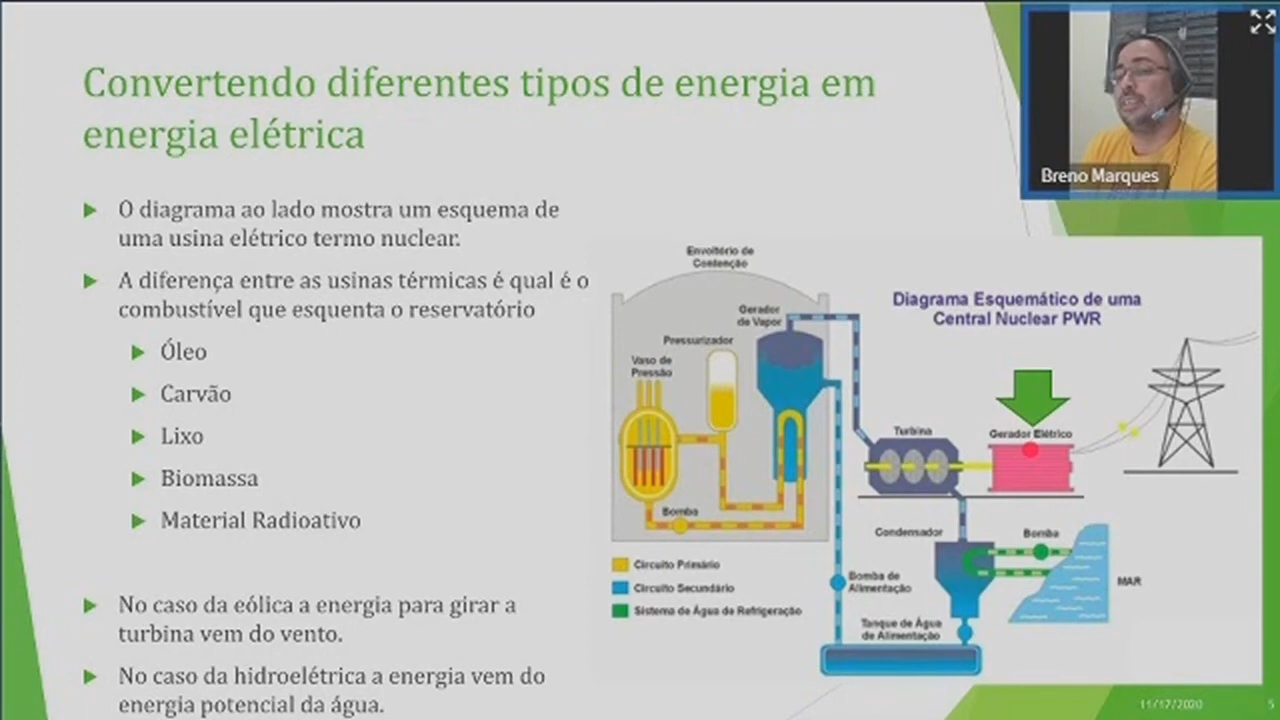 Convertendo diferentes tipos de energia em
energia elétrica
O diagrama ao lado mostra um esquema de
uma usina elétrico termo nuclear.
A diferença entre as usinas térmicas é qual é o
combustível que esquenta o reservatório
Óleo
Carvão
Lixo
Biomassa
Material Radioativo
No caso da eólica a energia para girar a
turbina vem do vento.
No caso da hidroelétrica a energia vem do
energia potencial da água.
Breno Marques
Envoltório de
Contenção
Diagrama Esquemático de uma
Central Nuclear PWR
Gerador
de Vapor
Pressurizador
Vaso de
Pressão
Turbina
Gerador Elétrico
Bomba
Condensador
Bomba
Circuito Primário
Circuito Secundário
Sistema de Água de Refrigeração
Bomba de
Alimentação
MAR
Tanque de Água
de Alimentação
11/17/2020
5